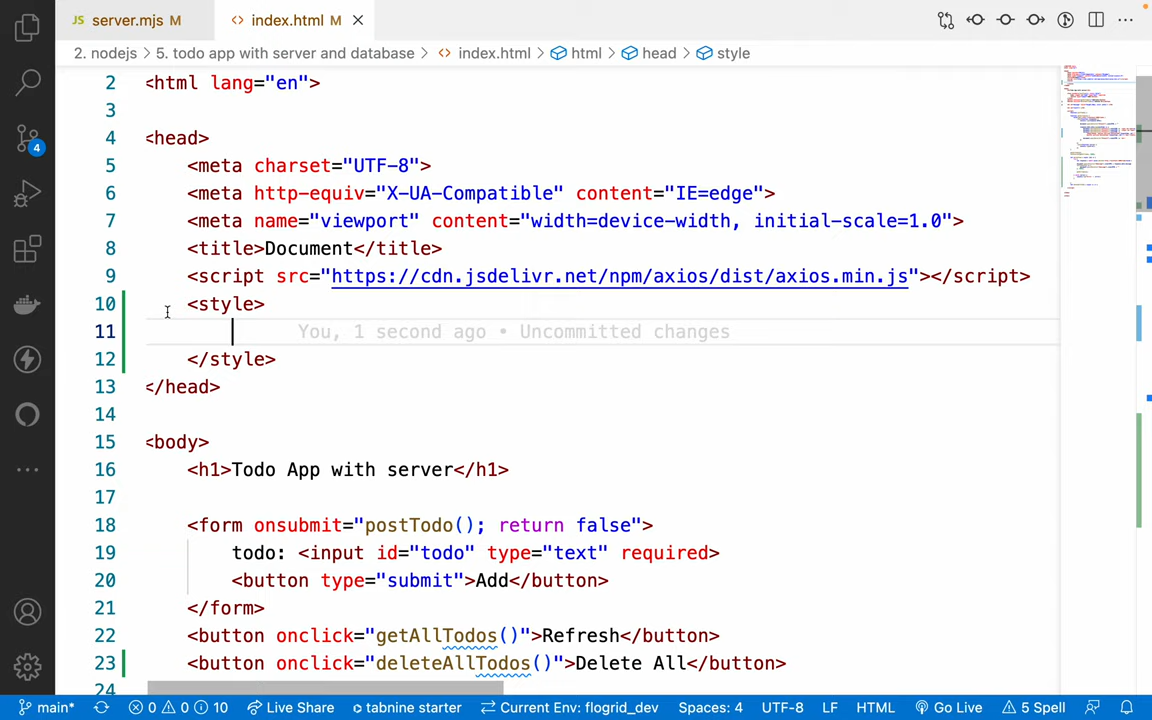 JS server.mjs M
<> index.html M
2. nodejs > 5. todo app with server and database > <> index.html > html > head > style
2 <html lang="en">
3
4 <head>
5 <meta charset="UTF-8">
6 <meta http-equiv="X-UA-Compatible" content="IE=edge">
7 <meta name="viewport" content="width=device-width, initial-scale=1.0">
8 <title>Document</title>
9 <script src="https://cdn.jsdelivr.net/npm/axios/dist/axios.min.js"></script>
10 <style>
11 You, 1 second ago • Uncommitted changes
12 </style>
13 </head>
14
15 <body>
16 <h1>Todo App with server</h1>
17
18 <form onsubmit="postTodo(); return false">
19 todo: <input id="todo" type="text" required>
20 <button type="submit">Add</button>
21 </form>
22 <button onclick="getAllTodos()">Refresh</button>
23 <button onclick="deleteAllTodos()">Delete All</button>
24
4
main* 0 0 10 Live Share tabnine starter Current Env: flogrid_dev Spaces: 4 UTF-8 LF HTML Go Live 5 Spell